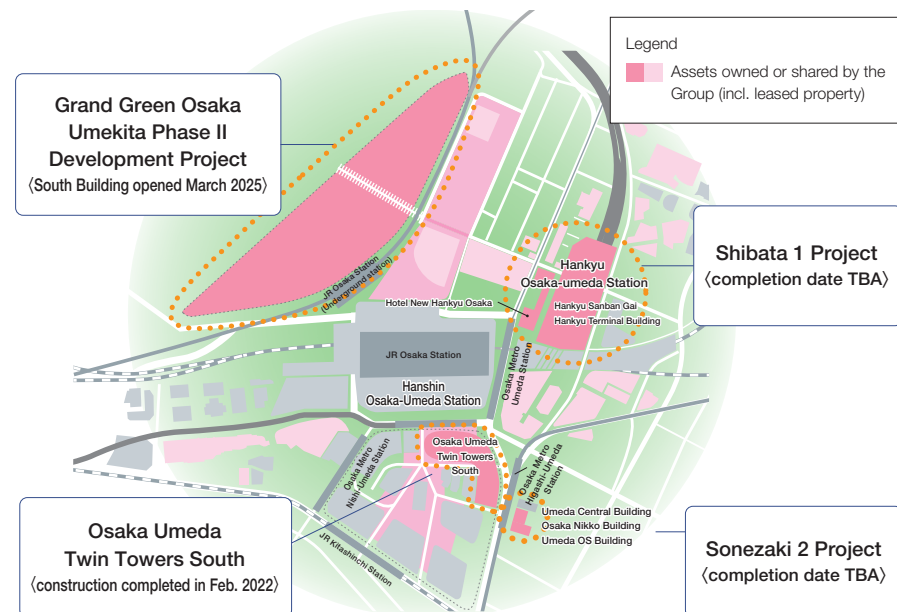 Legend
Assets owned or shared by the
Group (incl. leased property)
Grand Green Osaka
Umekita Phase II
Development Project
〈South Building opened March 2025〉
Shibata 1 Project
〈completion date TBA〉
Hankyu
Osaka-umeda Station
JR Osaka Station
(Underground station)
Hotel New Hankyu Osaka
Hankyu Sanban Gai
Hankyu Terminal Building
JR Osaka Station
Osaka Metro
Umeda Station
Hanshin
Osaka-Umeda Station
Osaka Umeda
Twin Towers
South
Osaka Metro
Nishi-Umeda Station
Osaka Metro
Higashi-Umeda
Station
Umeda Central Building
Osaka Nikko Building
Umeda OS Building
JR Kitashinchi Station
Osaka Umeda
Twin Towers South
〈construction completed in Feb. 2022〉
Sonezaki 2 Project
〈completion date TBA〉